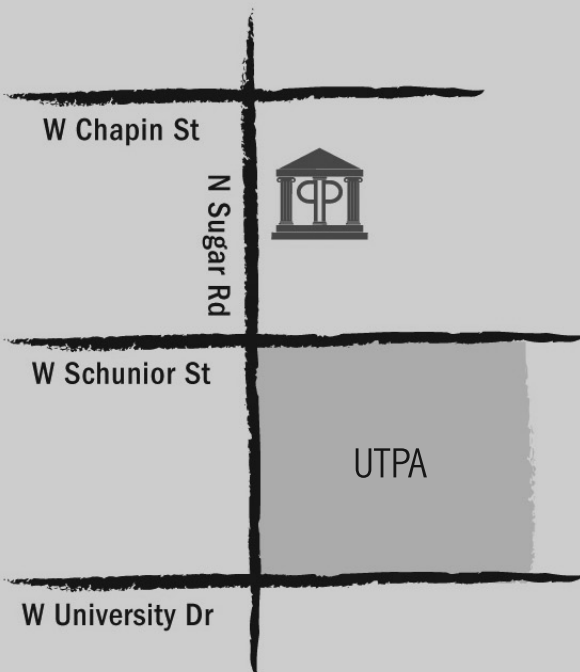 W Chapin St
N Sugar Rd
W Schunior St
UTPA
W University Dr